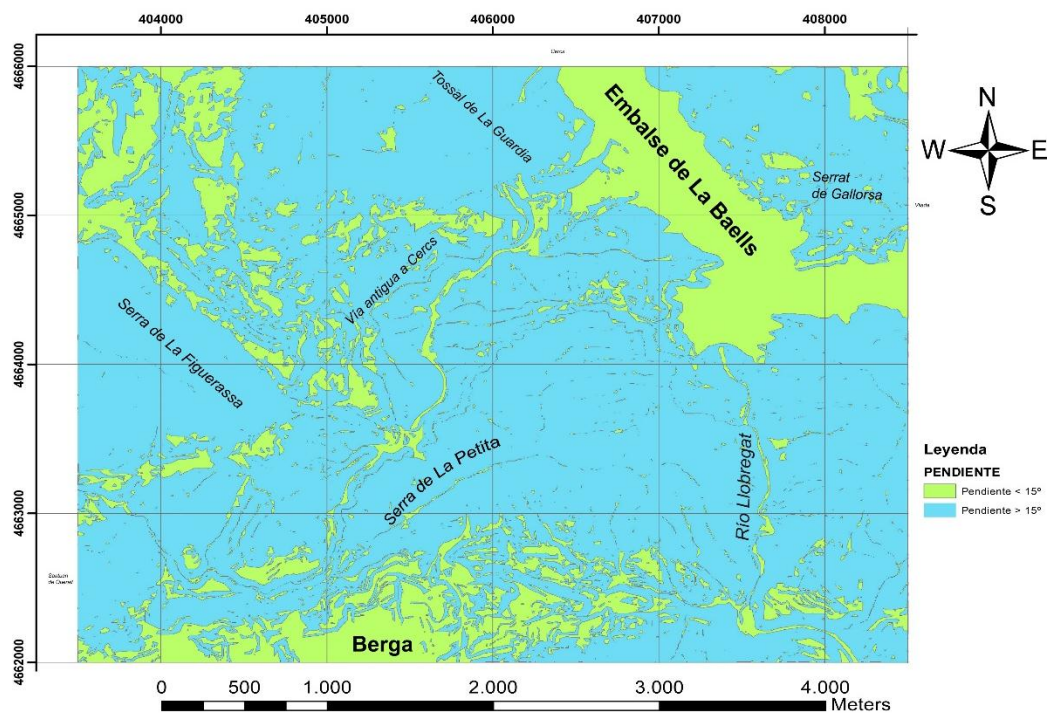 404000 405000 406000 407000 408000
Cercs
4666000
Tossal de La Guardia
Embalse de La Baells
N
W E
S
Serrat
de Gallorsa
4665000
Vía antigua a Cercs
Serra de La Figuerassa
4664000
Serra de La Petita
Río Llobregat
Leyenda
PENDIENTE
Pendiente < 15º
Pendiente > 15º
4663000
Berga
4662000
0 500 1.000 2.000 3.000 4.000
Meters